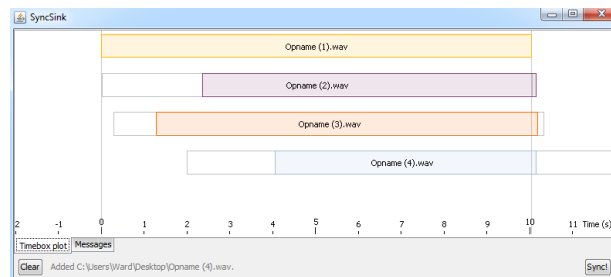 SyncSink
Opname (1).wav
Opname (2).wav
Opname (3).wav
Opname (4).wav
2 -1 0 1 2 3 4 5 6 7 8 9 10 11 Time (s)
Timebox plot Messages
Clear Added C:\Users\Ward\Desktop\Opname (4).wav. Sync!